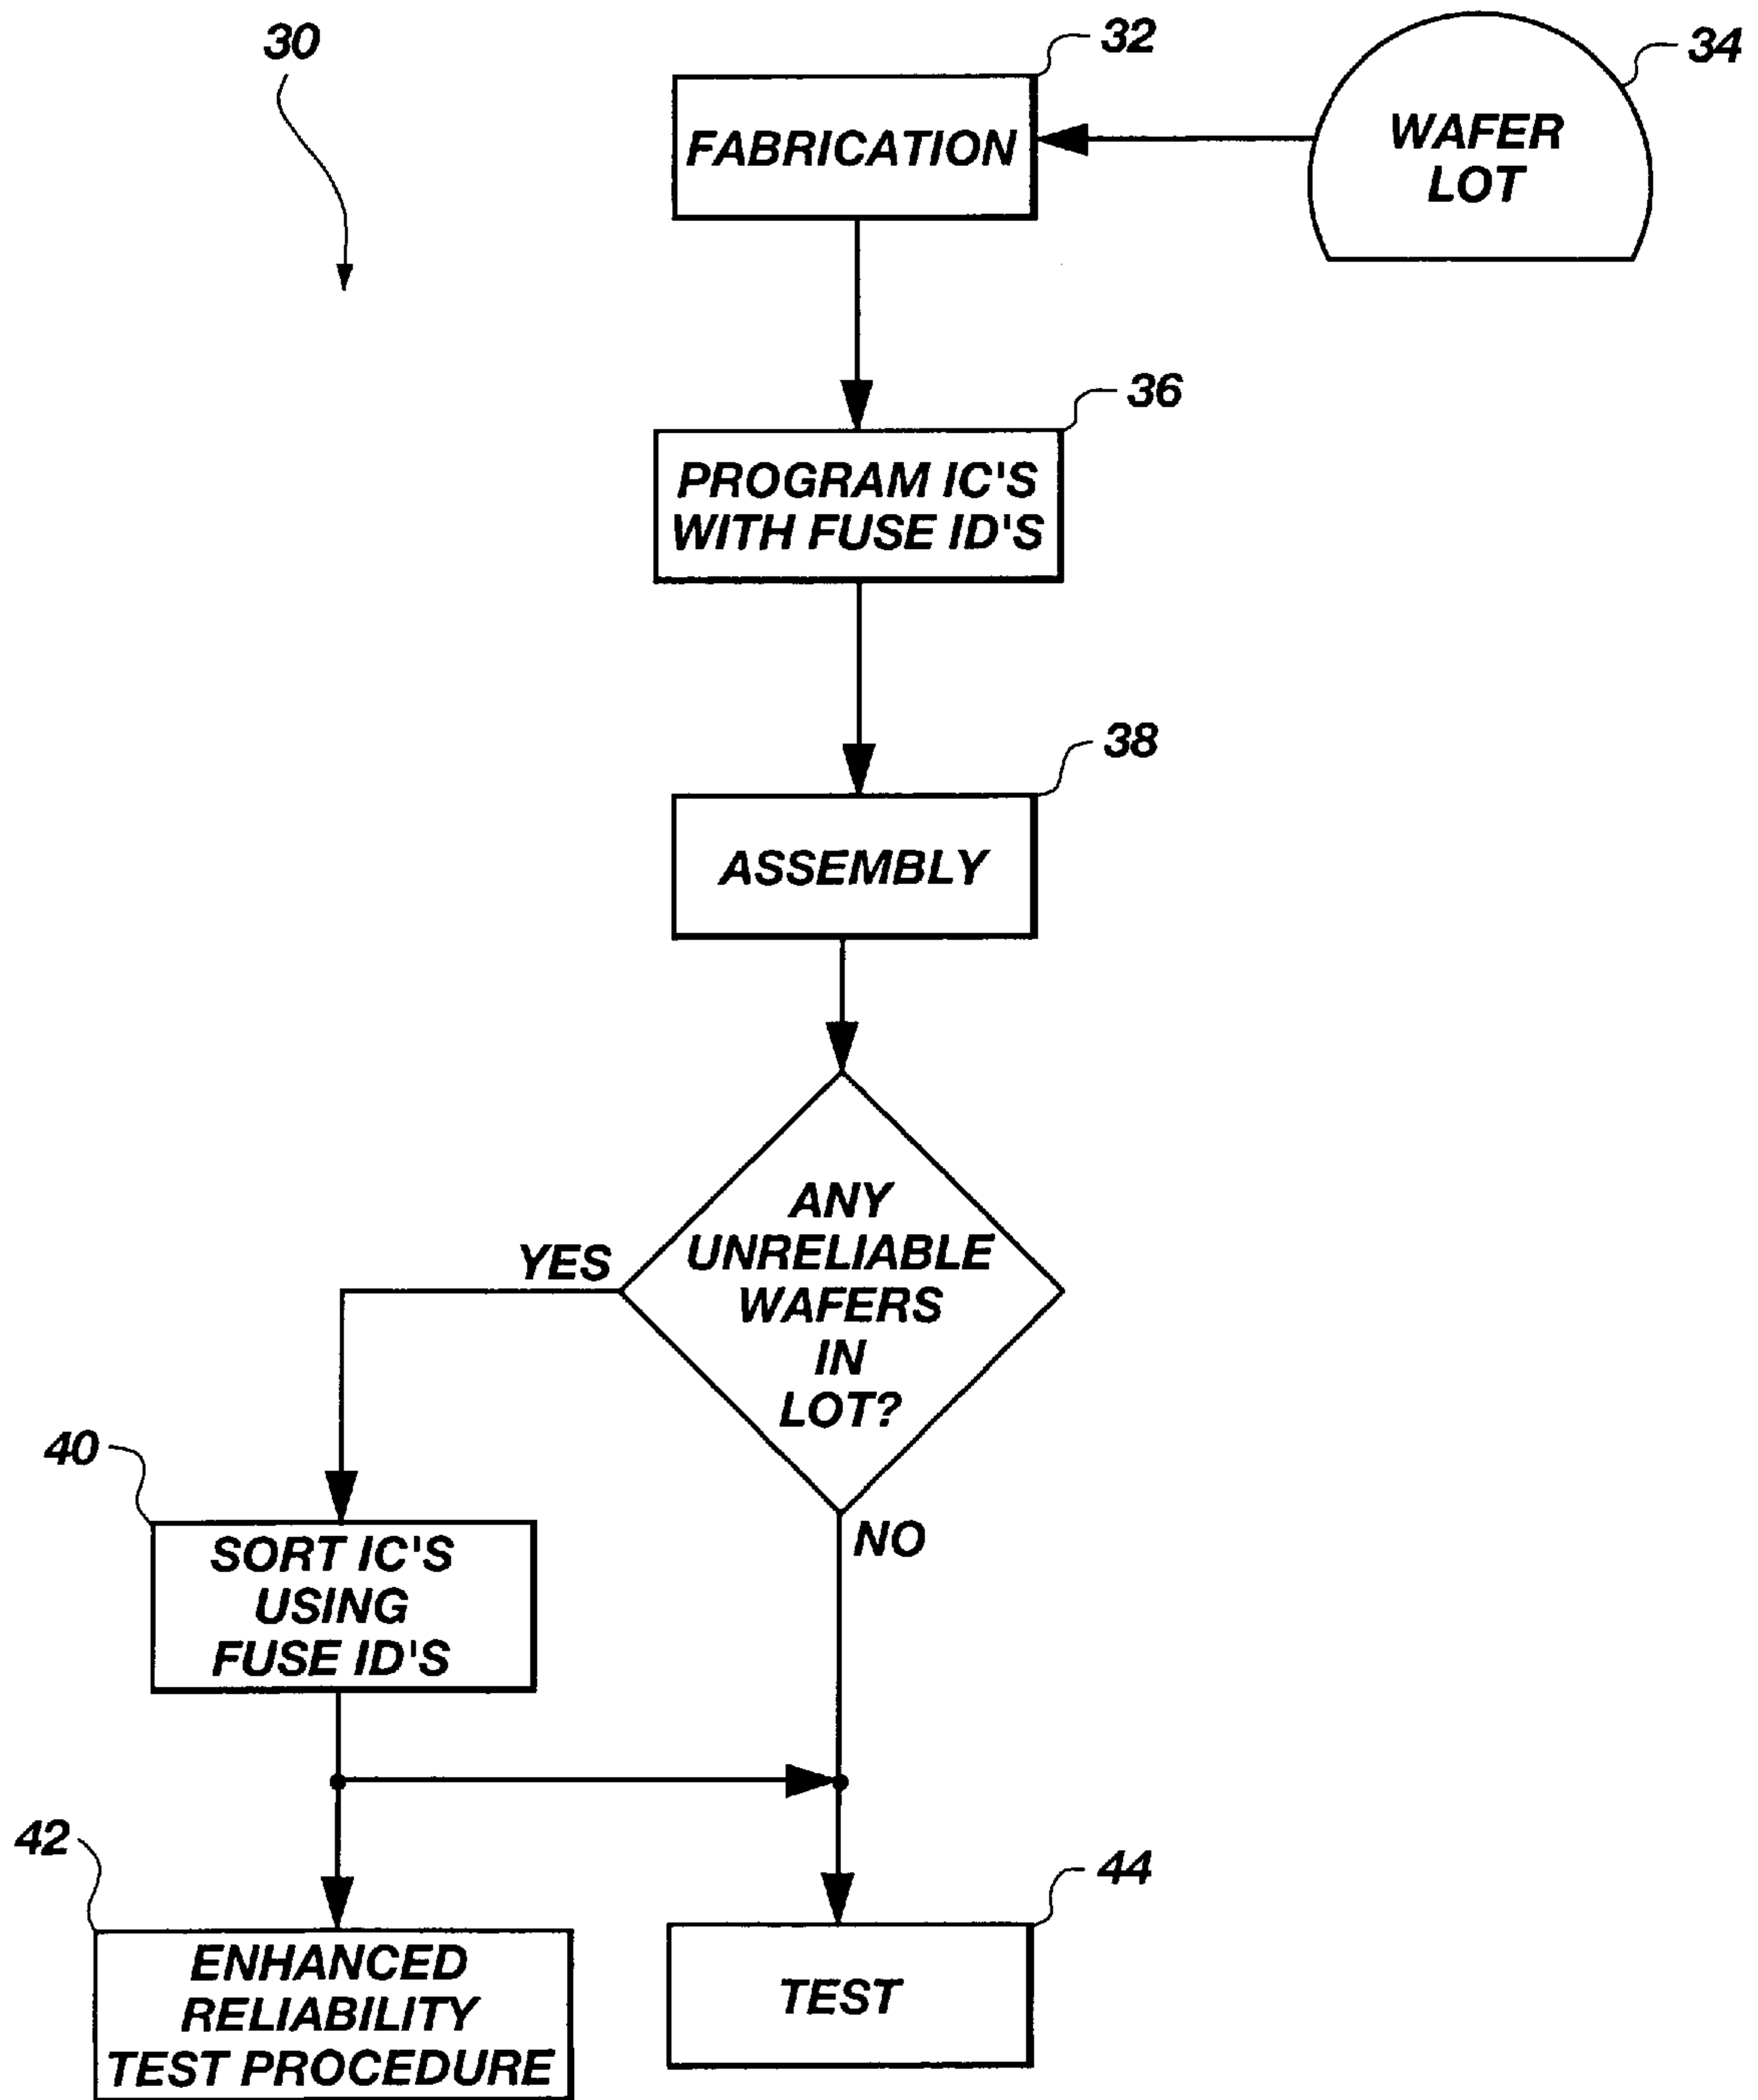 30
32
34
FABRICATION
WAFER
LOT
36
PROGRAM IC'S
WITH FUSE ID'S
38
ASSEMBLY
ANY
UNRELIABLE
WAFERS
IN
LOT?
YES
NO
40
SORT IC'S
USING
FUSE ID'S
42
44
ENHANCED
RELIABILITY
TEST PROCEDURE
TEST